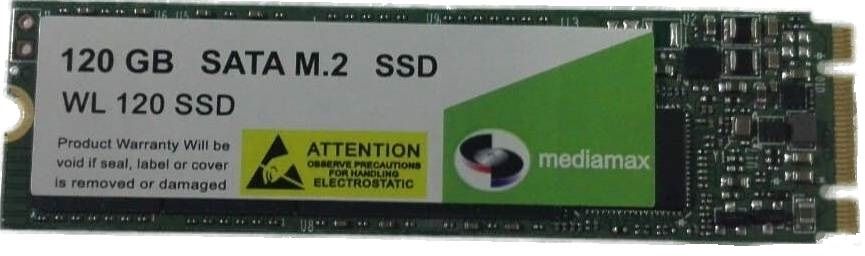 120 GB SATA M.2 SSD
WL 120 SSD
Product Warranty Will be
void if seal, label or cover
is removed or damaged
ATTENTION
OBSERVE PRECAUTIONS
FOR HANDLING
ELECTROSTATIC
mediamax